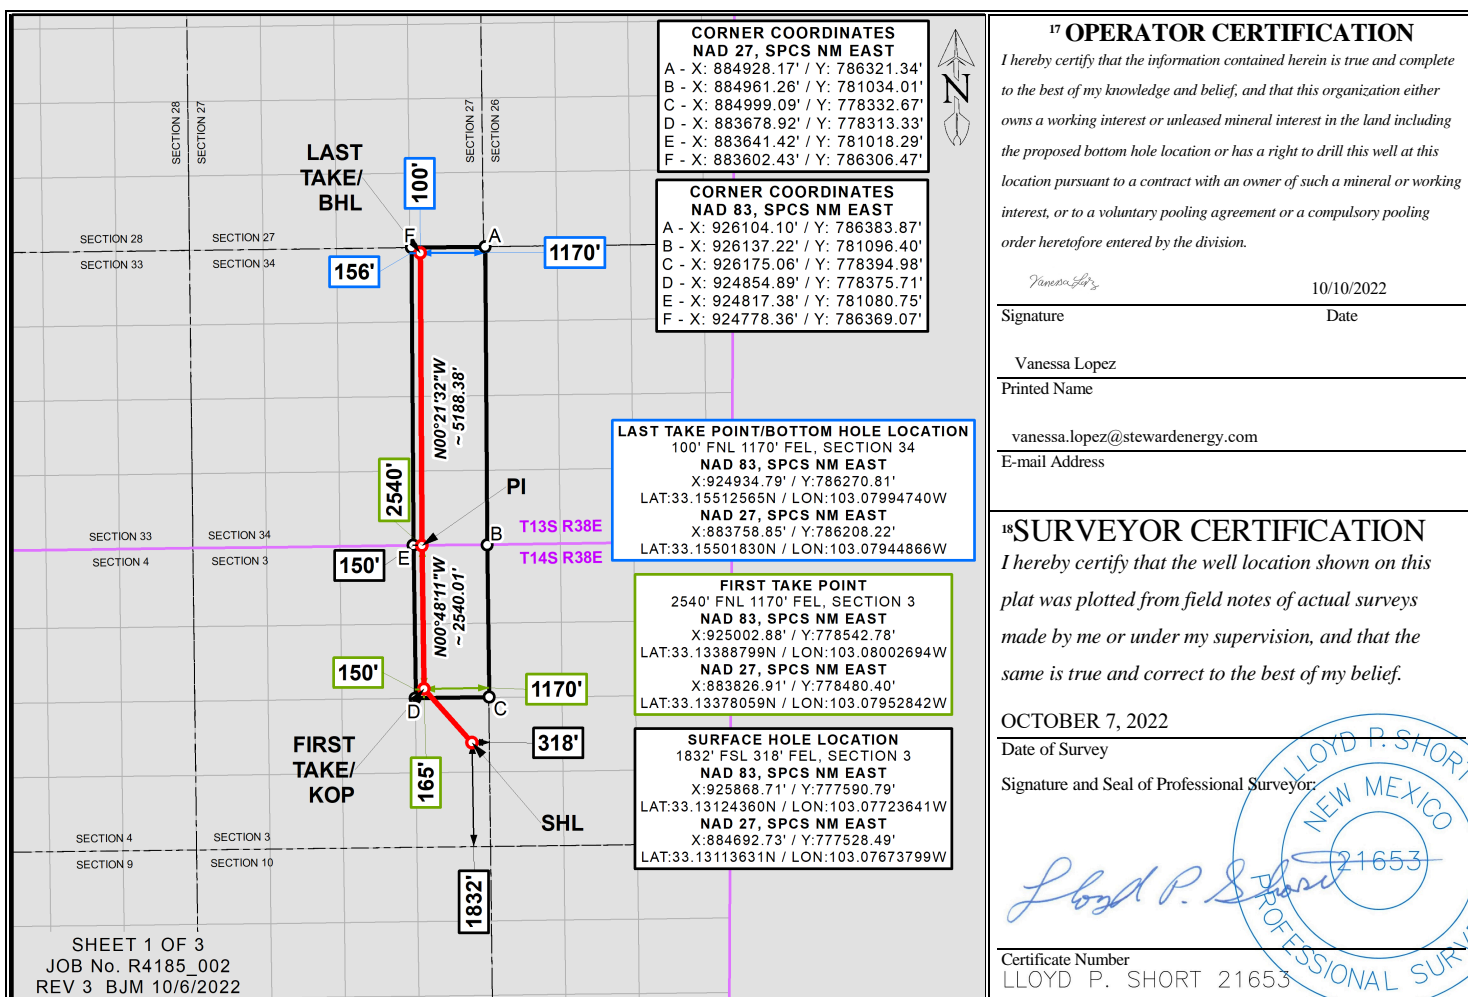 CORNER COORDINATES
NAD 27, SPCS NM EAST
A - X: 884928.17' / Y: 786321.34'
B - X: 884961.26' / Y: 781034.01'
C - X: 884999.09' / Y: 778332.67'
D - X: 883678.92' / Y: 778313.33'
E - X: 883641.42' / Y: 781018.29'
F - X: 883602.43' / Y: 786306.47'
N
CORNER COORDINATES
NAD 83, SPCS NM EAST
A - X: 926104.10' / Y: 786383.87'
B - X: 926137.22' / Y: 781096.40'
C - X: 926175.06' / Y: 778394.98'
D - X: 924854.89' / Y: 778375.71'
E - X: 924817.38' / Y: 781080.75'
F - X: 924778.36' / Y: 786369.07'
SECTION 28
SECTION 27
SECTION 27
SECTION 26
LAST
TAKE/
BHL
100'
F
A
SECTION 28
SECTION 27
SECTION 33
SECTION 34
156'
1170'
N00°21'32"W
~ 5188.38'
2540'
PI
T13S R38E
T14S R38E
SECTION 33
SECTION 34
SECTION 4
SECTION 3
E
B
150'
N00°48'11"W
~ 2540.01'
150'
1170'
D
C
FIRST
TAKE/
KOP
165'
318'
SHL
SECTION 4
SECTION 3
SECTION 9
SECTION 10
1832'
LAST TAKE POINT/BOTTOM HOLE LOCATION
100' FNL 1170' FEL, SECTION 34
NAD 83, SPCS NM EAST
X:924934.79' / Y:786270.81'
LAT:33.15512565N / LON:103.07994740W
NAD 27, SPCS NM EAST
X:883758.85' / Y:786208.22'
LAT:33.15501830N / LON:103.07944866W
FIRST TAKE POINT
2540' FNL 1170' FEL, SECTION 3
NAD 83, SPCS NM EAST
X:925002.88' / Y:778542.78'
LAT:33.13388799N / LON:103.08002694W
NAD 27, SPCS NM EAST
X:883826.91' / Y:778480.40'
LAT:33.13378059N / LON:103.07952842W
SURFACE HOLE LOCATION
1832' FSL 318' FEL, SECTION 3
NAD 83, SPCS NM EAST
X:925868.71' / Y:777590.79'
LAT:33.13124360N / LON:103.07723641W
NAD 27, SPCS NM EAST
X:884692.73' / Y:777528.49'
LAT:33.13113631N / LON:103.07673799W
SHEET 1 OF 3
JOB No. R4185_002
REV 3 BJM 10/6/2022
17 OPERATOR CERTIFICATION
I hereby certify that the information contained herein is true and complete
to the best of my knowledge and belief, and that this organization either
owns a working interest or unleased mineral interest in the land including
the proposed bottom hole location or has a right to drill this well at this
location pursuant to a contract with an owner of such a mineral or working
interest, or to a voluntary pooling agreement or a compulsory pooling
order heretofore entered by the division.
Vanessa Lopez
10/10/2022
Signature Date
Vanessa Lopez
Printed Name
vanessa.lopez@stewardenergy.com
E-mail Address
18 SURVEYOR CERTIFICATION
I hereby certify that the well location shown on this
plat was plotted from field notes of actual surveys
made by me or under my supervision, and that the
same is true and correct to the best of my belief.
OCTOBER 7, 2022
Date of Survey
Signature and Seal of Professional Surveyor:
LLOYD P. SHORT
NEW MEXICO
21653
PROFESSIONAL SURV
Lloyd P. Short
Certificate Number
LLOYD P. SHORT 21653